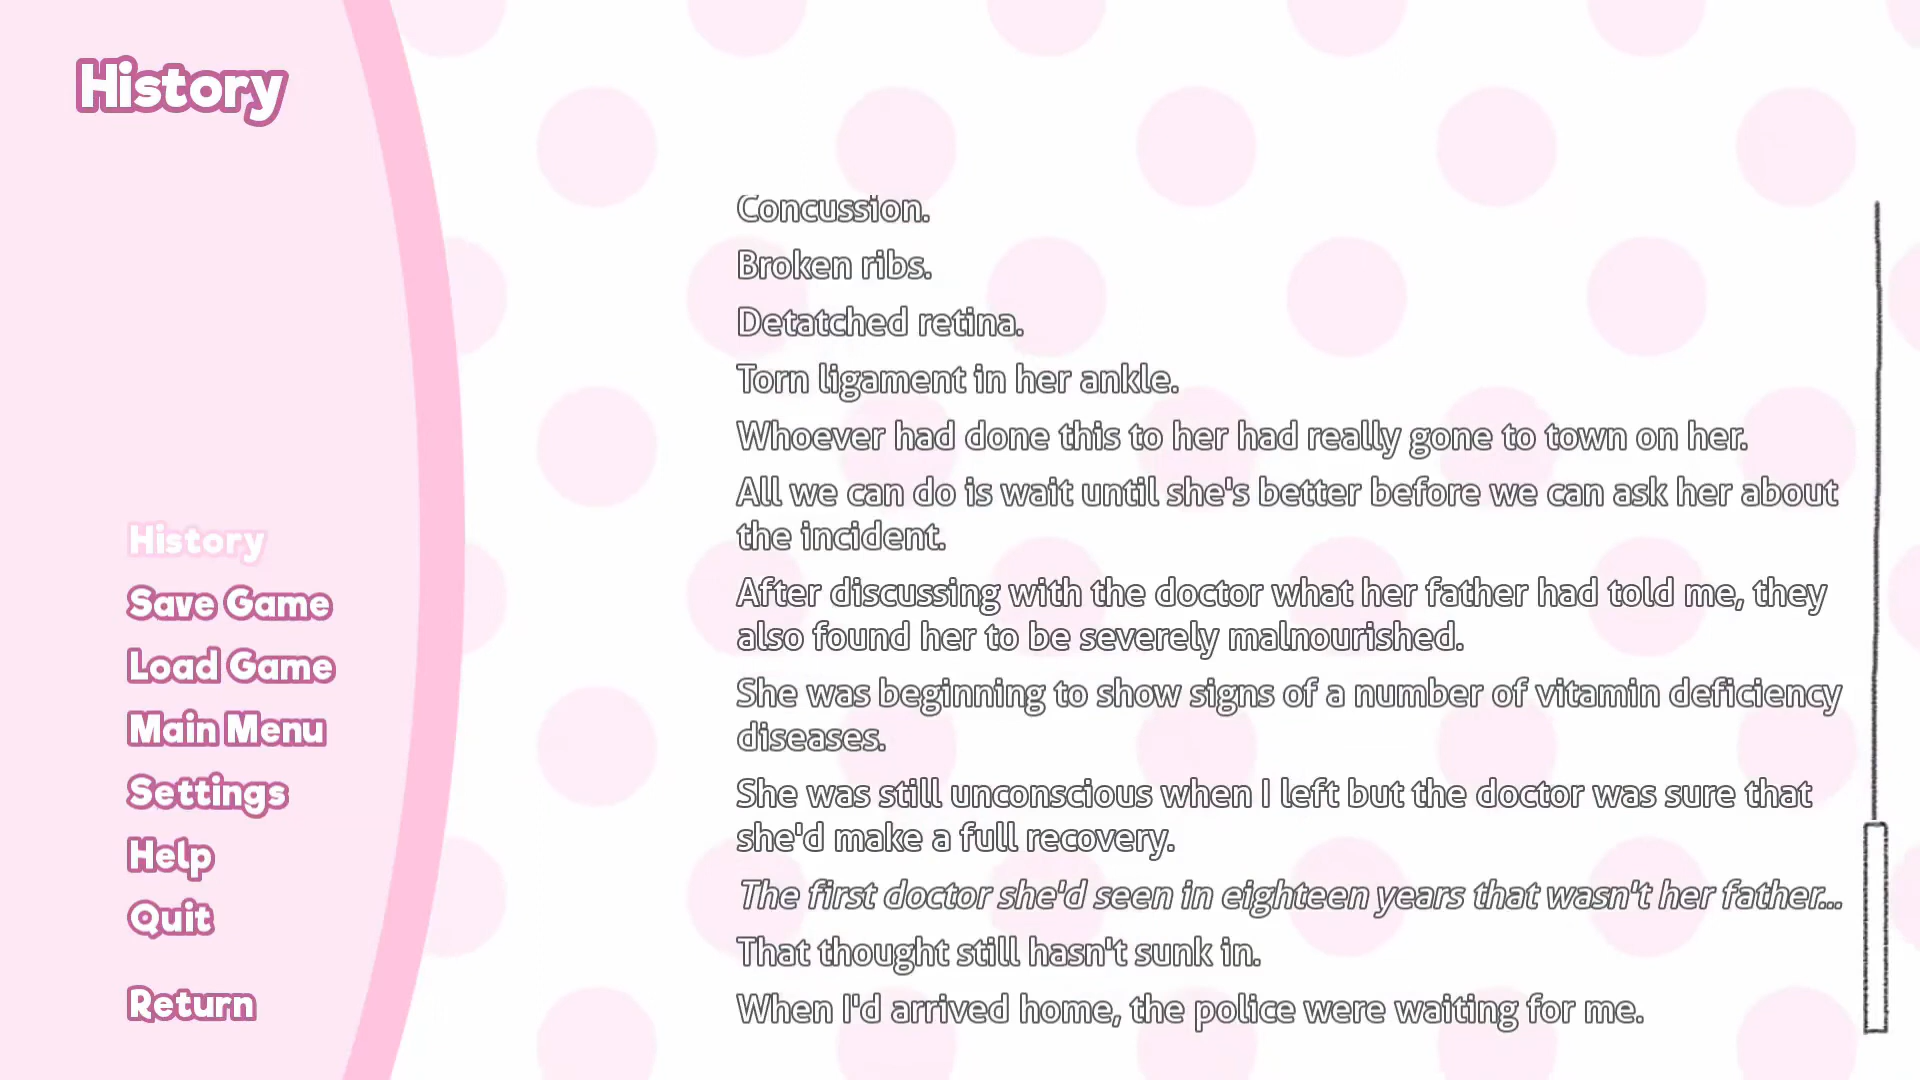 History
History
Save Game
Load Game
Main Menu
Settings
Help
Quit
Return
Concussion.
Broken ribs.
Detatched retina.
Torn ligament in her ankle.
Whoever had done this to her had really gone to town on her.
All we can do is wait until she's better before we can ask her about
the incident.
After discussing with the doctor what her father had told me, they
also found her to be severely malnourished.
She was beginning to show signs of a number of vitamin deficiency
diseases.
She was still unconscious when I left but the doctor was sure that
she'd make a full recovery.
The first doctor she'd seen in eighteen years that wasn't her father...
That thought still hasn't sunk in.
When I'd arrived home, the police were waiting for me.